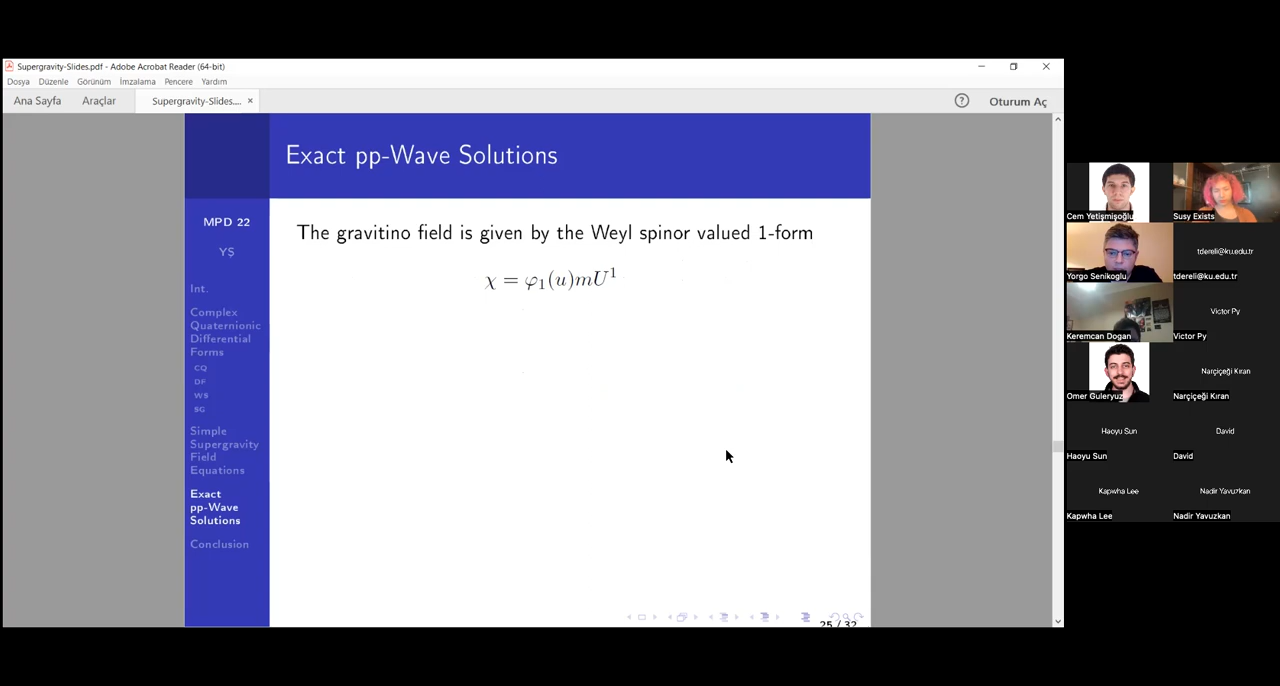 Supergravity-Slides.pdf - Adobe Acrobat Reader (64-bit)
Dosya Düzenle Görünüm İmzalama Pencere Yardım
Ana Sayfa Araçlar Supergravity-Slides.... × Oturum Aç
Exact pp-Wave Solutions
MPD 22
YŞ
Int.
Complex
Quaternionic
Differential
Forms
CQ
DF
WS
SG
Simple
Supergravity
Field
Equations
Exact
pp-Wave
Solutions
Conclusion
The gravitino field is given by the Weyl spinor valued 1-form
χ = φ₁(u)mU¹
25 / 32
Cem Yetişmişoğlu
Susy Exists
Yorgo Senikoglu
tdereli@ku.edu.tr
tdereli@ku.edu.tr
Keremcan Dogan
Victor Py
Victor Py
Omer Guleryuz
Narçiçeği Kıran
Narçiçeği Kıran
Haoyu Sun
Haoyu Sun
David
David
Kapwha Lee
Kapwha Lee
Nadir Yavuzkan
Nadir Yavuzkan